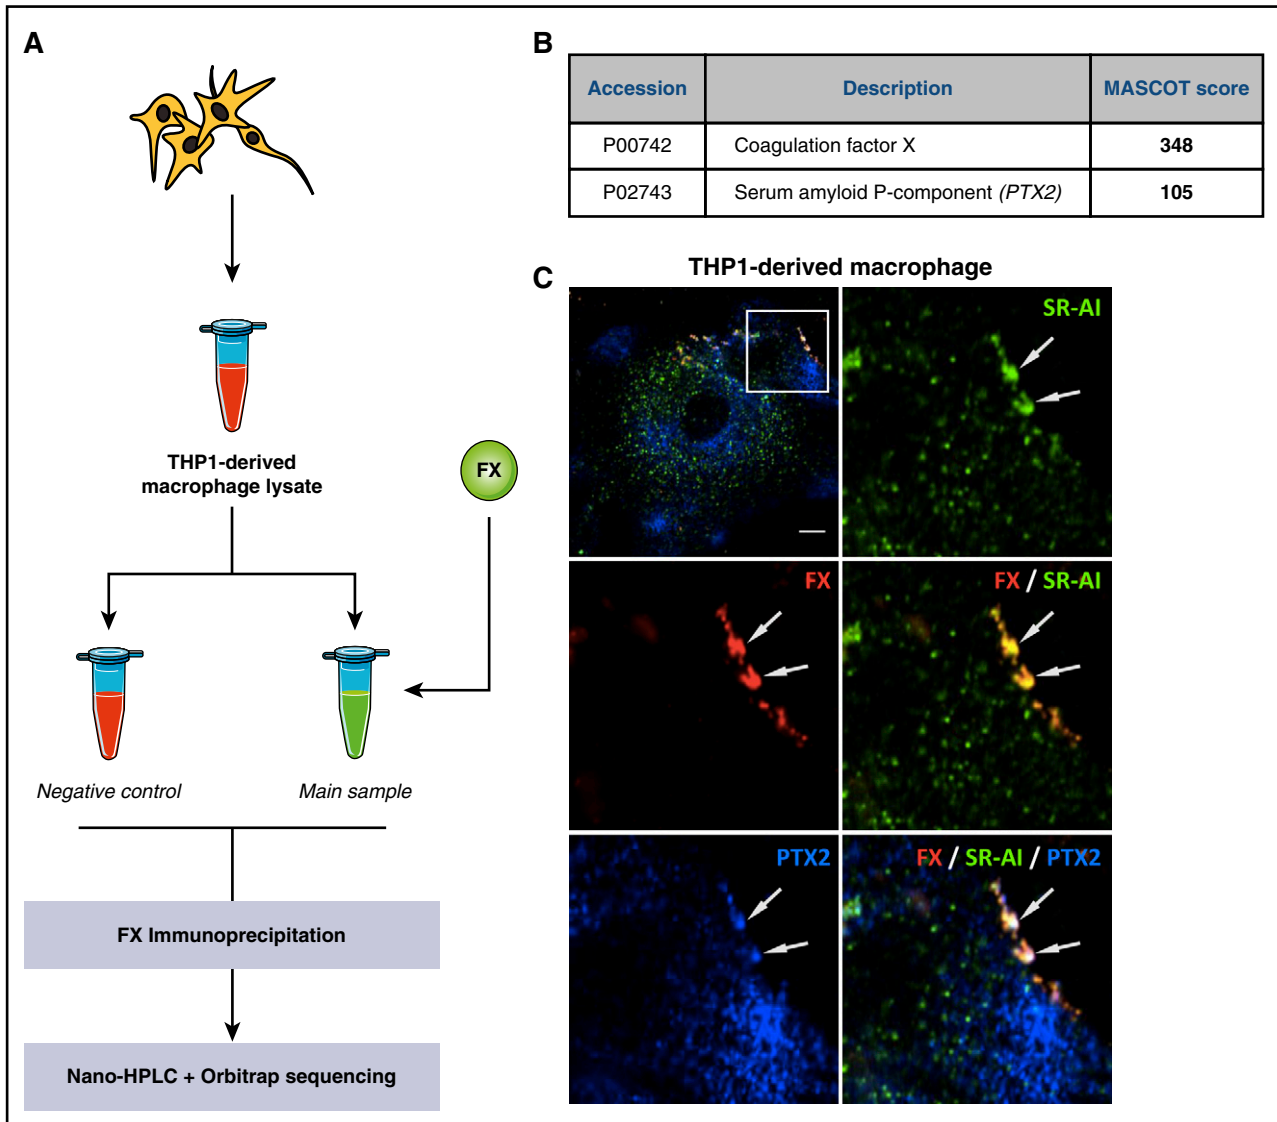 A
THP1-derived
macrophage lysate
FX
Negative control
Main sample
FX Immunoprecipitation
Nano-HPLC + Orbitrap sequencing
B
Accession Description MASCOT score
P00742 Coagulation factor X 348
P02743 Serum amyloid P-component (PTX2) 105
C
THP1-derived macrophage
SR-AI
FX
FX / SR-AI
PTX2
FX / SR-AI / PTX2